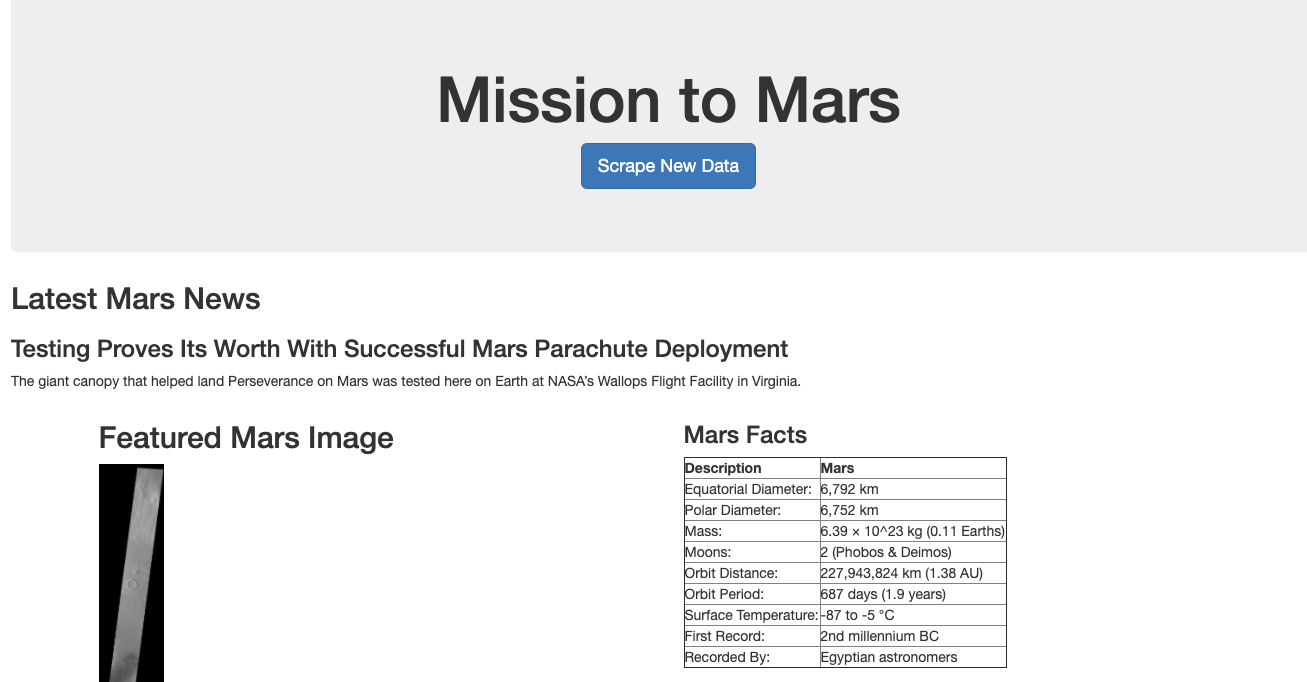 Mission to Mars
Scrape New Data
Latest Mars News
Testing Proves Its Worth With Successful Mars Parachute Deployment
The giant canopy that helped land Perseverance on Mars was tested here on Earth at NASA’s Wallops Flight Facility in Virginia.
Featured Mars Image
Mars Facts
Description Mars
Equatorial Diameter: 6,792 km
Polar Diameter: 6,752 km
Mass: 6.39 × 10^23 kg (0.11 Earths)
Moons: 2 (Phobos & Deimos)
Orbit Distance: 227,943,824 km (1.38 AU)
Orbit Period: 687 days (1.9 years)
Surface Temperature: -87 to -5 °C
First Record: 2nd millennium BC
Recorded By: Egyptian astronomers